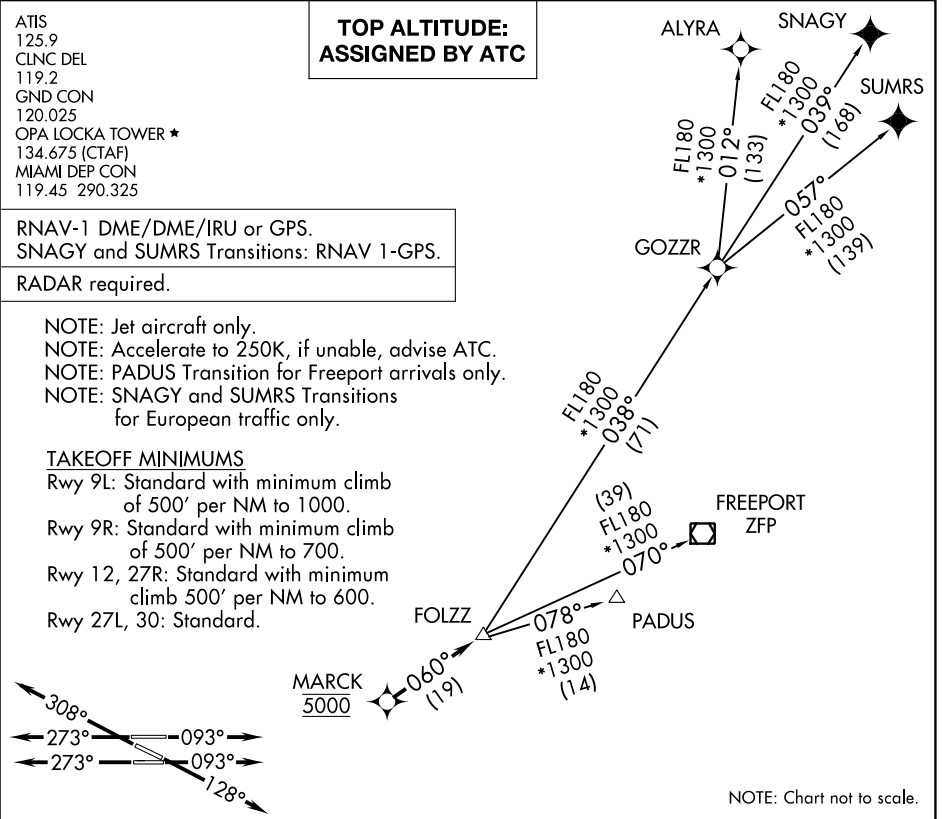 ATIS
125.9
CLNC DEL
119.2
GND CON
120.025
OPA LOCKA TOWER ★
134.675 (CTAF)
MIAMI DEP CON
119.45 290.325
TOP ALTITUDE:
ASSIGNED BY ATC
RNAV-1 DME/DME/IRU or GPS.
SNAGY and SUMRS Transitions: RNAV 1-GPS.
RADAR required.
NOTE: Jet aircraft only.
NOTE: Accelerate to 250K, if unable, advise ATC.
NOTE: PADUS Transition for Freeport arrivals only.
NOTE: SNAGY and SUMRS Transitions
for European traffic only.
TAKEOFF MINIMUMS
Rwy 9L: Standard with minimum climb
of 500' per NM to 1000.
Rwy 9R: Standard with minimum climb
of 500' per NM to 700.
Rwy 12, 27R: Standard with minimum
climb 500' per NM to 600.
Rwy 27L, 30: Standard.
ALYRA
SNAGY
SUMRS
FL180
*1300
012°
(133)
FL180
*1300
039°
(168)
057°
FL180
*1300
(139)
GOZZR
FL180
*1300
038°
(71)
(39)
FL180
*1300
070°
FREEPORT
ZFP
FOLZZ
078°
FL180
*1300
(14)
PADUS
MARCK
5000
060°
(19)
308°
273°
093°
273°
093°
128°
NOTE: Chart not to scale.